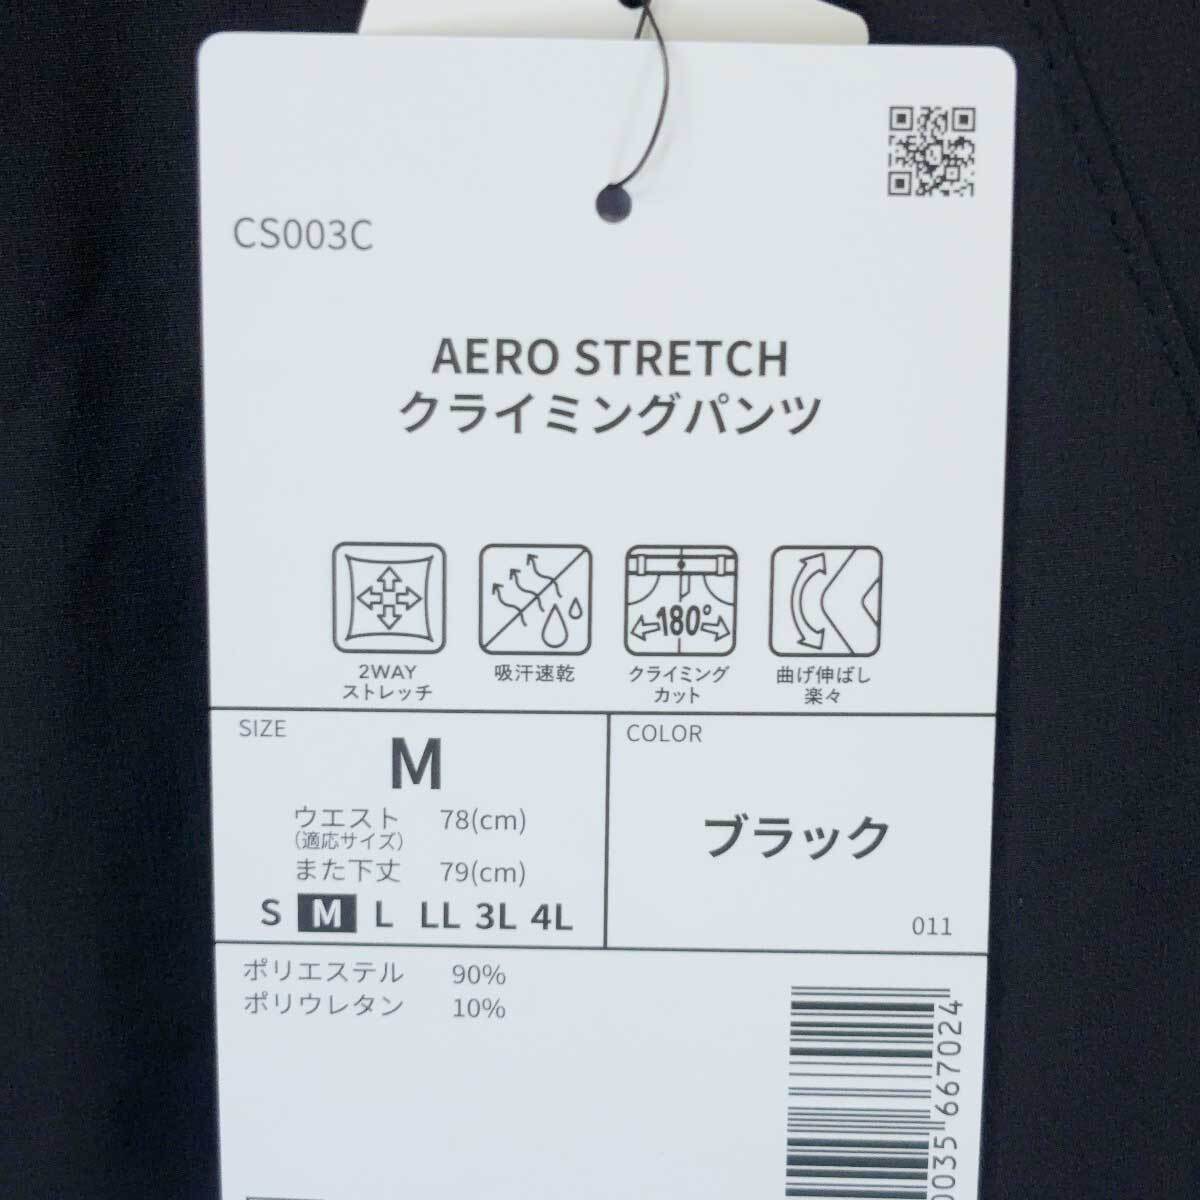 CS003C
AERO STRETCH
クライミングパンツ
180°
2WAY
ストレッチ
吸汗速乾
クライミング
カット
曲げ伸ばし
楽々
SIZE
M
ウエスト 78(cm)
(適応サイズ)
また下丈 79(cm)
S M L LL 3L 4L
COLOR
ブラック
011
ポリエステル 90%
ポリウレタン 10%
0035 667024